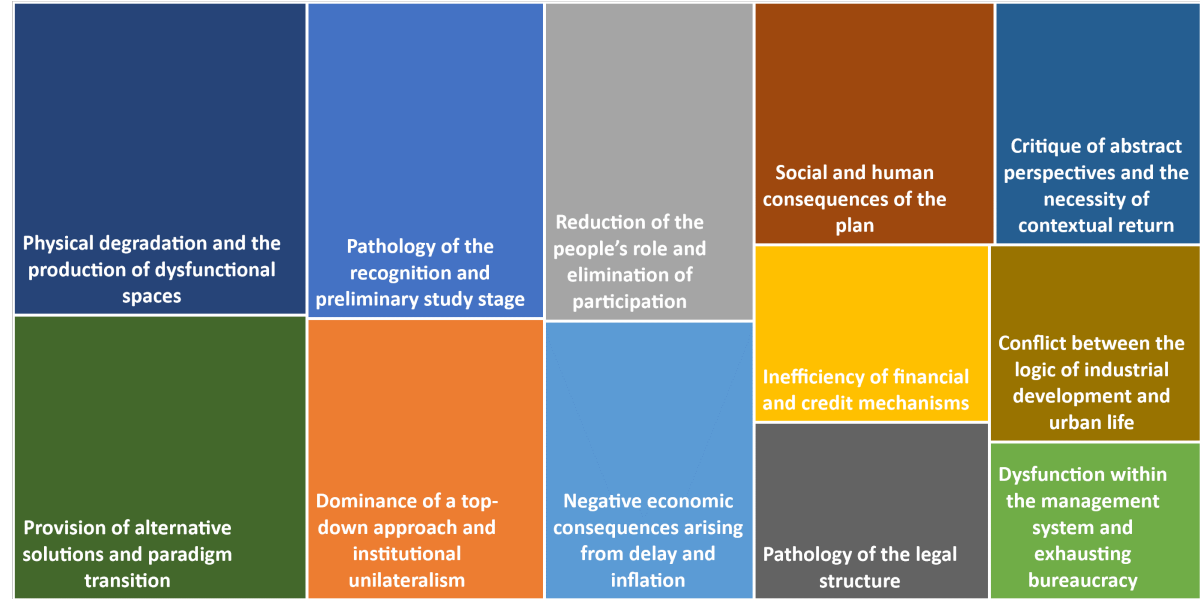 Physical degradation and the
production of dysfunctional
spaces
Pathology of the
recognition and
preliminary study stage
Reduction of the
people’s role and
elimination of
participation
Social and human
consequences of the
plan
Critique of abstract
perspectives and the
necessity of
contextual return
Provision of alternative
solutions and paradigm
transition
Dominance of a top-
down approach and
institutional
unilateralism
Negative economic
consequences arising
from delay and
inflation
Inefficiency of financial
and credit mechanisms
Conflict between the
logic of industrial
development and
urban life
Pathology of the legal
structure
Dysfunction within
the management
system and
exhausting
bureaucracy